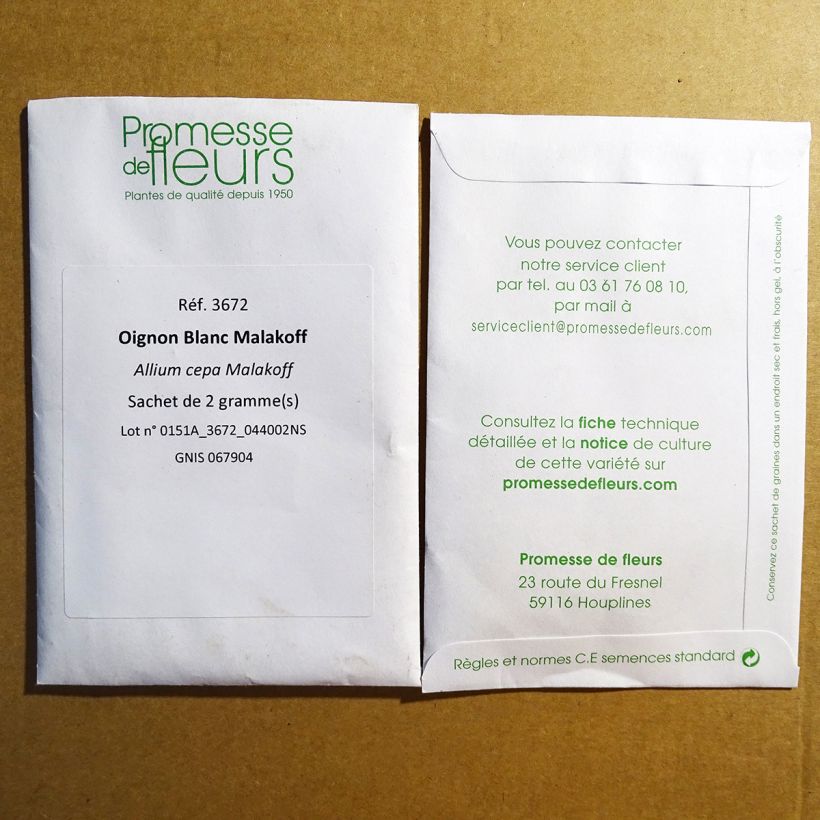 Promesse
de fleurs
Plantes de qualité depuis 1950
Réf. 3672
Oignon Blanc Malakoff
Allium cepa Malakoff
Sachet de 2 gramme(s)
Lot n° 0151A_3672_044002NS
GNIS 067904
Vous pouvez contacter
notre service client
par tel. au 03 61 76 08 10,
par mail à
serviceclient@promessedefleurs.com
Consultez la fiche technique
détaillée et la notice de culture
de cette variété sur
promessedefleurs.com
Promesse de fleurs
23 route du Fresnel
59116 Houplines
Règles et normes C.E semences standard
Conservez ce sachet de graines dans un endroit sec et frais, hors gel, à l'obscurité